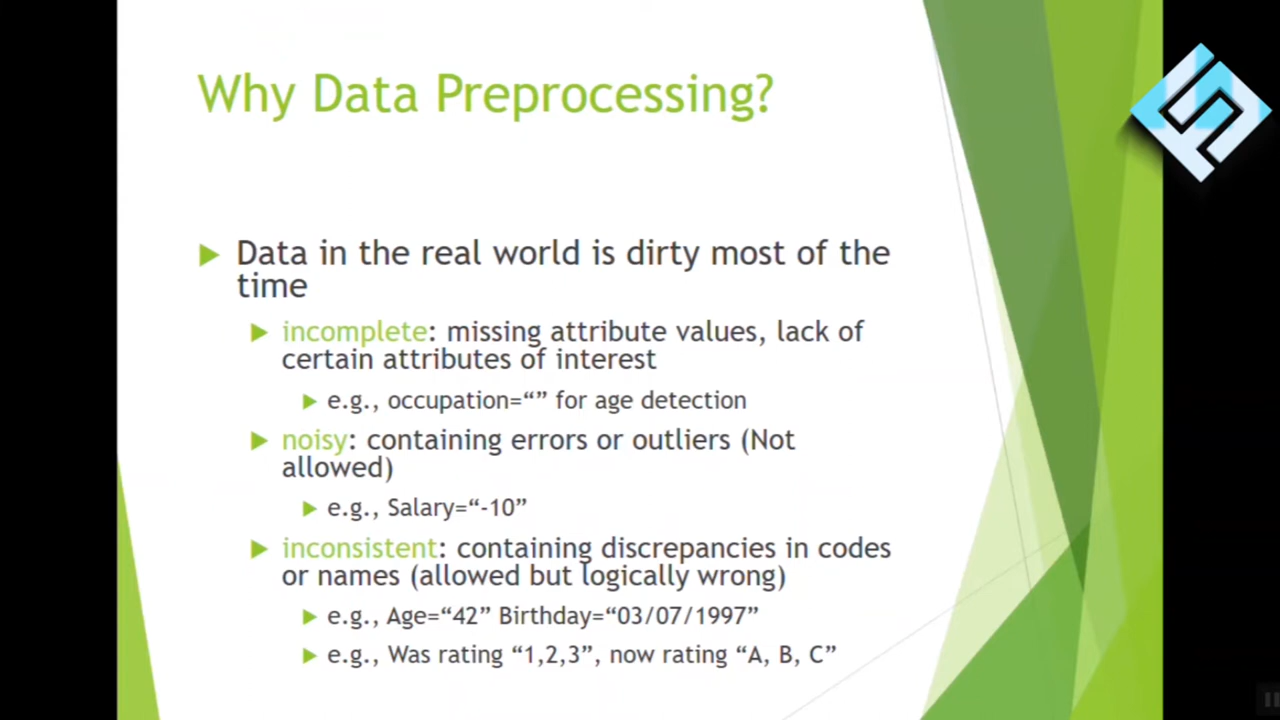 Why Data Preprocessing?
Data in the real world is dirty most of the
time
incomplete: missing attribute values, lack of
certain attributes of interest
e.g., occupation=“” for age detection
noisy: containing errors or outliers (Not
allowed)
e.g., Salary=“-10”
inconsistent: containing discrepancies in codes
or names (allowed but logically wrong)
e.g., Age=“42” Birthday=“03/07/1997”
e.g., Was rating “1,2,3”, now rating “A, B, C”